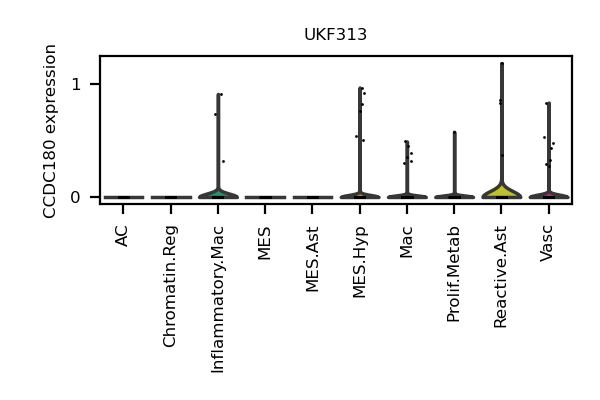 UKF313
CCDC180 expression
1
0
AC
Chromatin.Reg
Inflammatory.Mac
MES
MES.Ast
MES.Hyp
Mac
Prolif.Metab
Reactive.Ast
Vasc